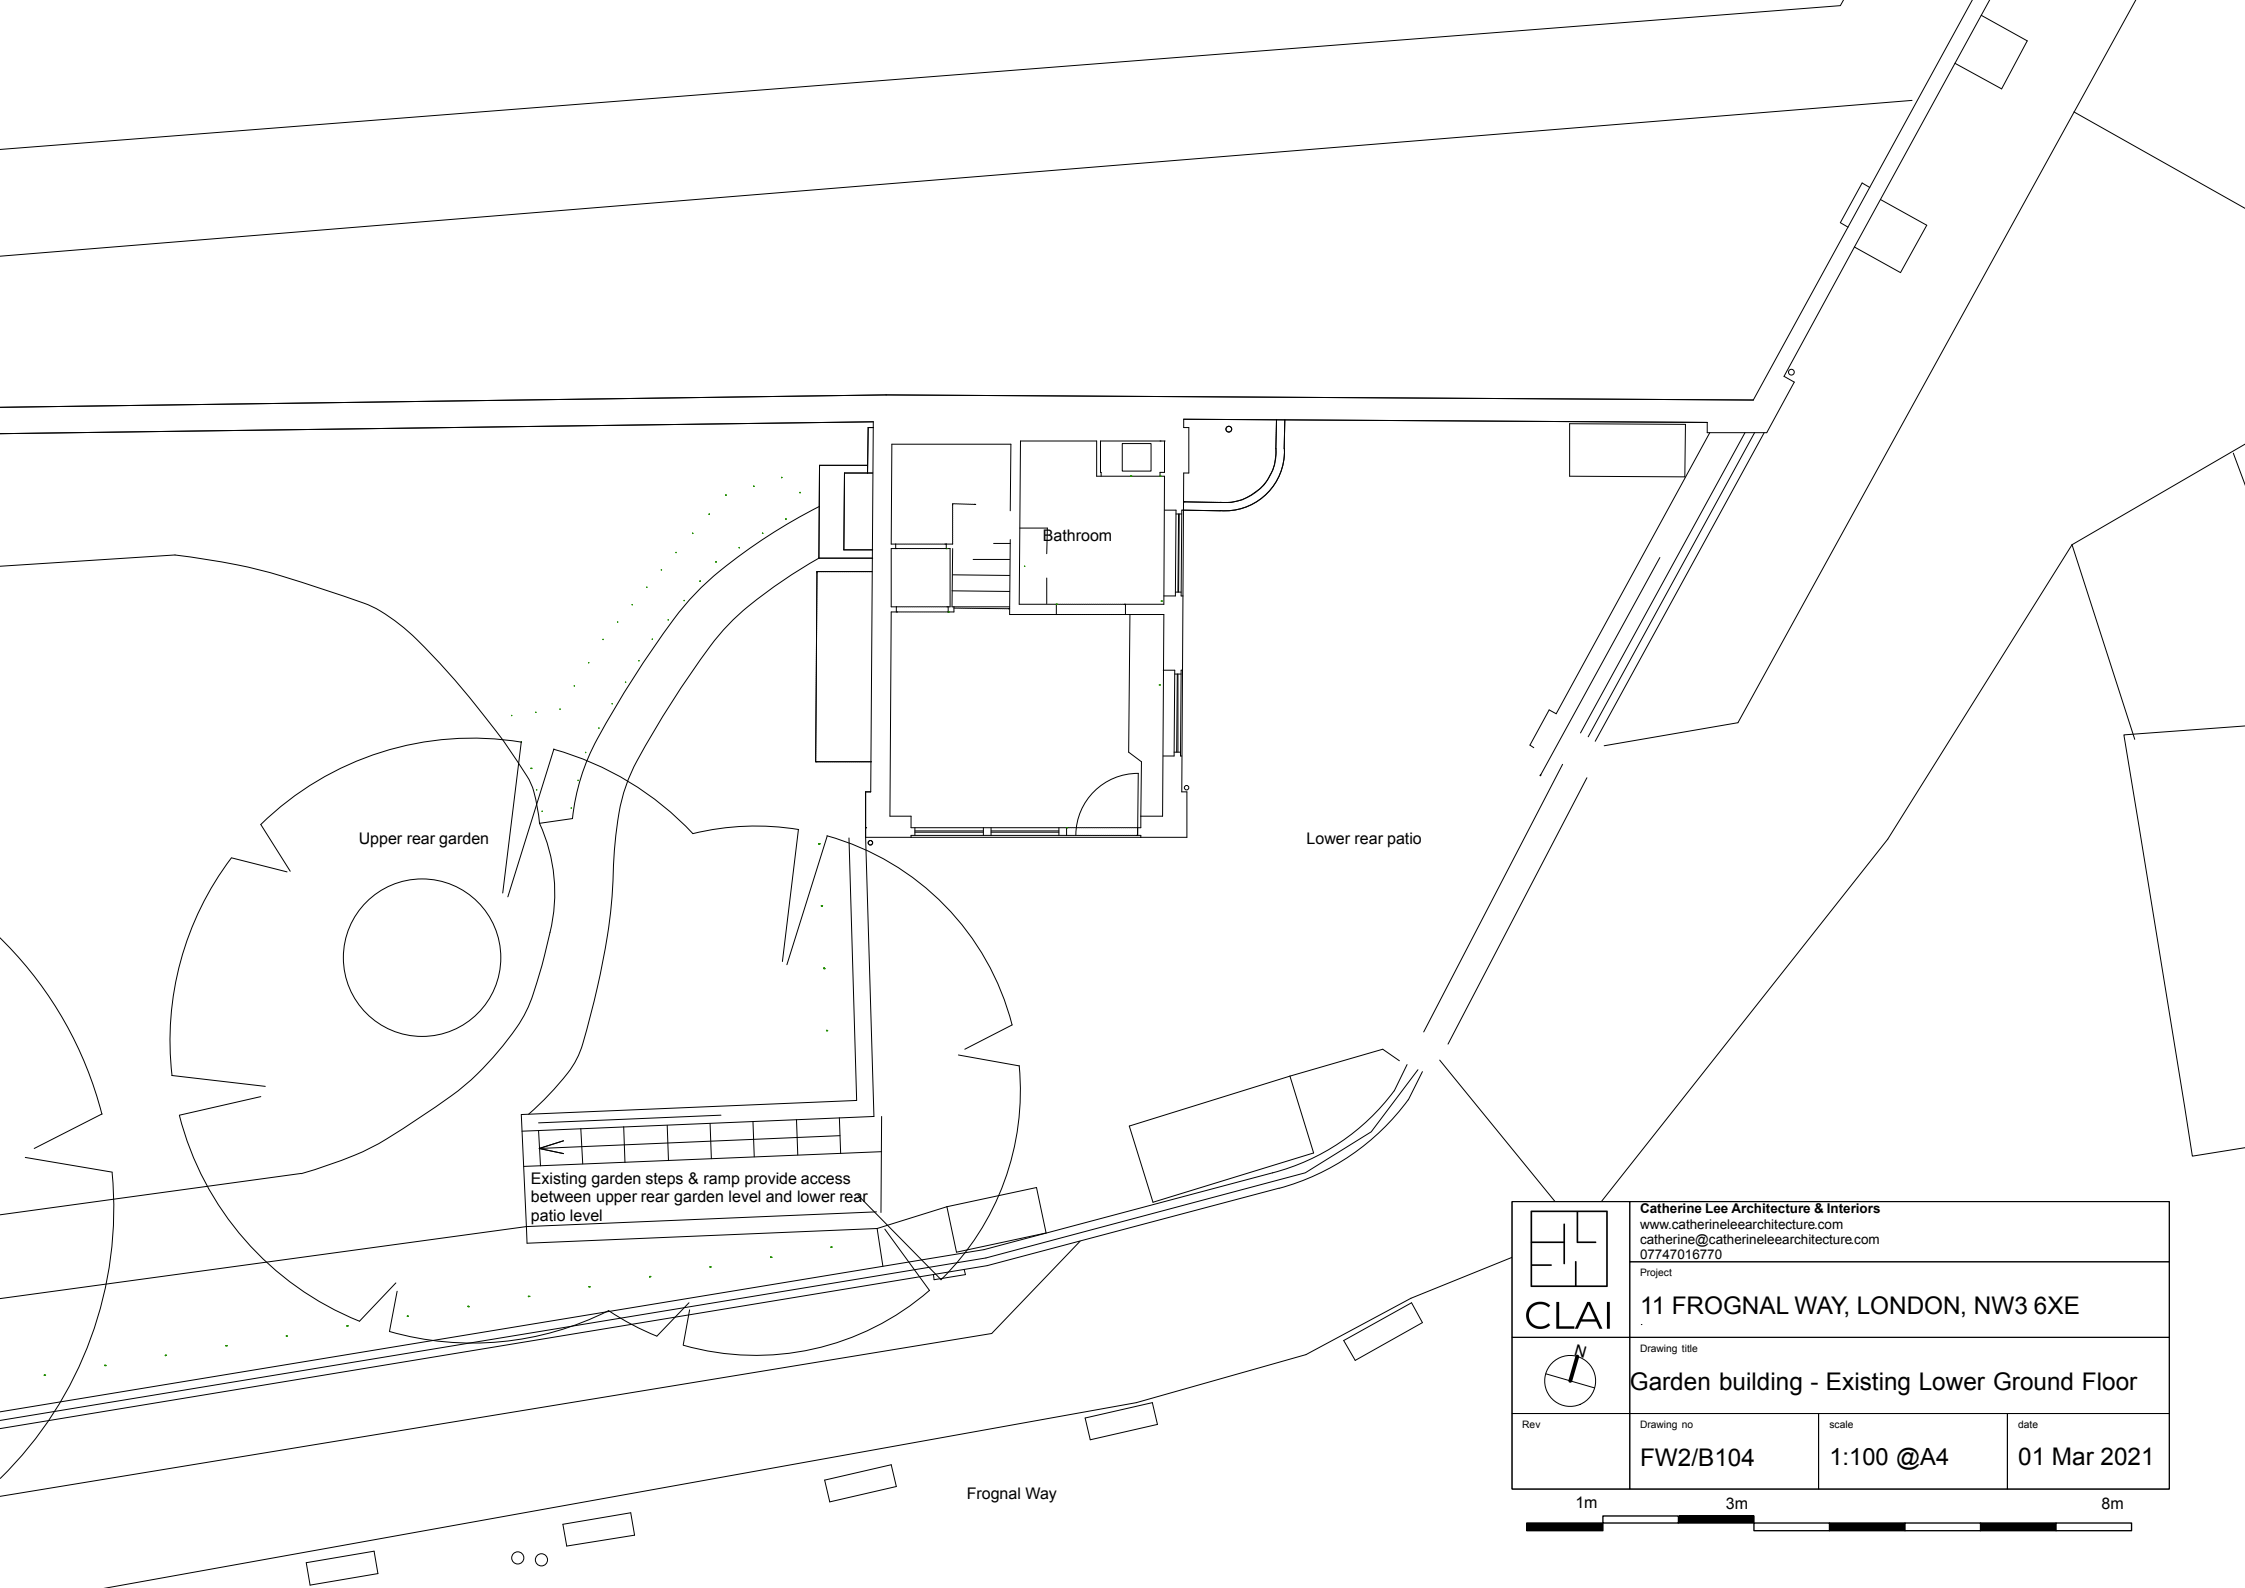 Bathroom
Upper rear garden
Lower rear patio
Existing garden steps & ramp provide access
between upper rear garden level and lower rear
patio level
Frognal Way
CLAI
N
Catherine Lee Architecture & Interiors
www.catherineleearchitecture.com
catherine@catherineleearchitecture.com
07747016770
Project
11 FROGNAL WAY, LONDON, NW3 6XE
Drawing title
Garden building - Existing Lower Ground Floor
Rev
Drawing no
FW2/B104
scale
1:100 @A4
date
01 Mar 2021
1m 3m 8m